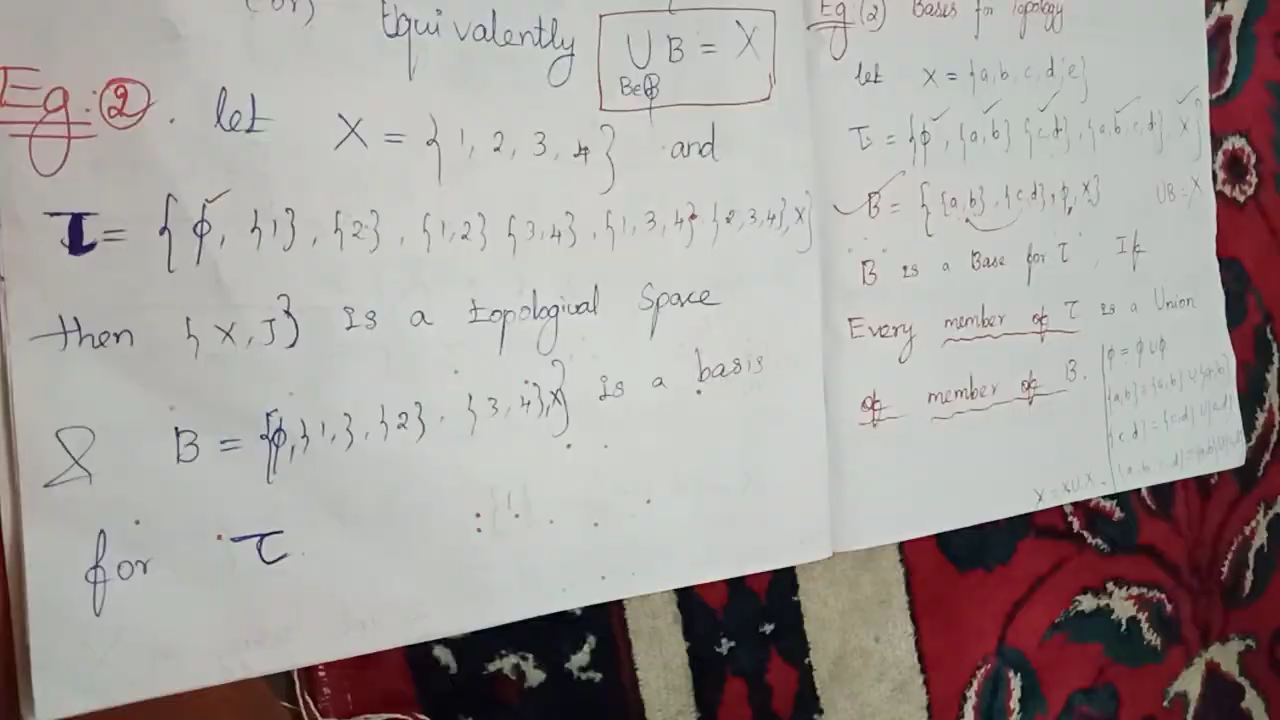 (or)
Equivalently ∪ B = X
B∈β
Eg:②. let X = {1, 2, 3, 4} and
τ = {ϕ, {1}, {2}, {1,2} {3,4}, {1,3,4} {2,3,4}, X}
then {X, J} is a topological space
& B = {ϕ, {1,}, {2}, {3,4}, X} is a basis
for τ
Eg (2) Bases for Topology
let X = {a, b, c, d, e}
τ = {ϕ, {a, b} {c, d}, {a, b, c, d}, X}
B = {{a, b}, {c, d}, ϕ, X} ∪B = X
B is a Base for τ, If
Every member of τ is a Union
of member of B.
ϕ = ϕ ∪ ϕ
{a,b} = {a,b} ∪ {a,b}
{c,d} = {c,d} ∪ {c,d}
X = X ∪ X